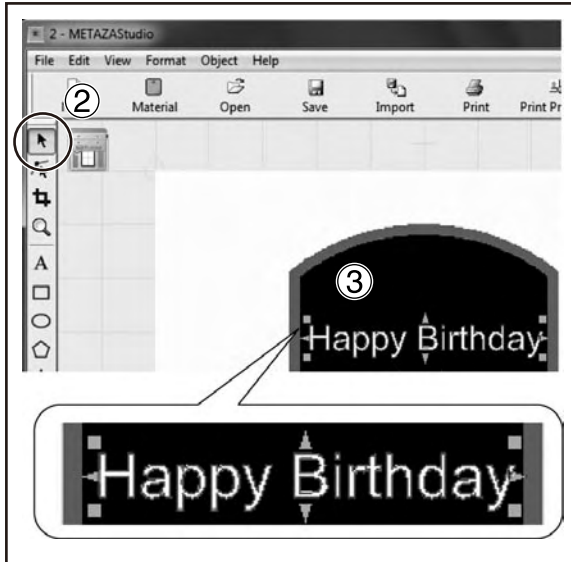 2 - METAZAStudio
File Edit View Format Object Help
②
Material Open Save Import Print Print Pr
A
③
Happy Birthday
Happy Birthday